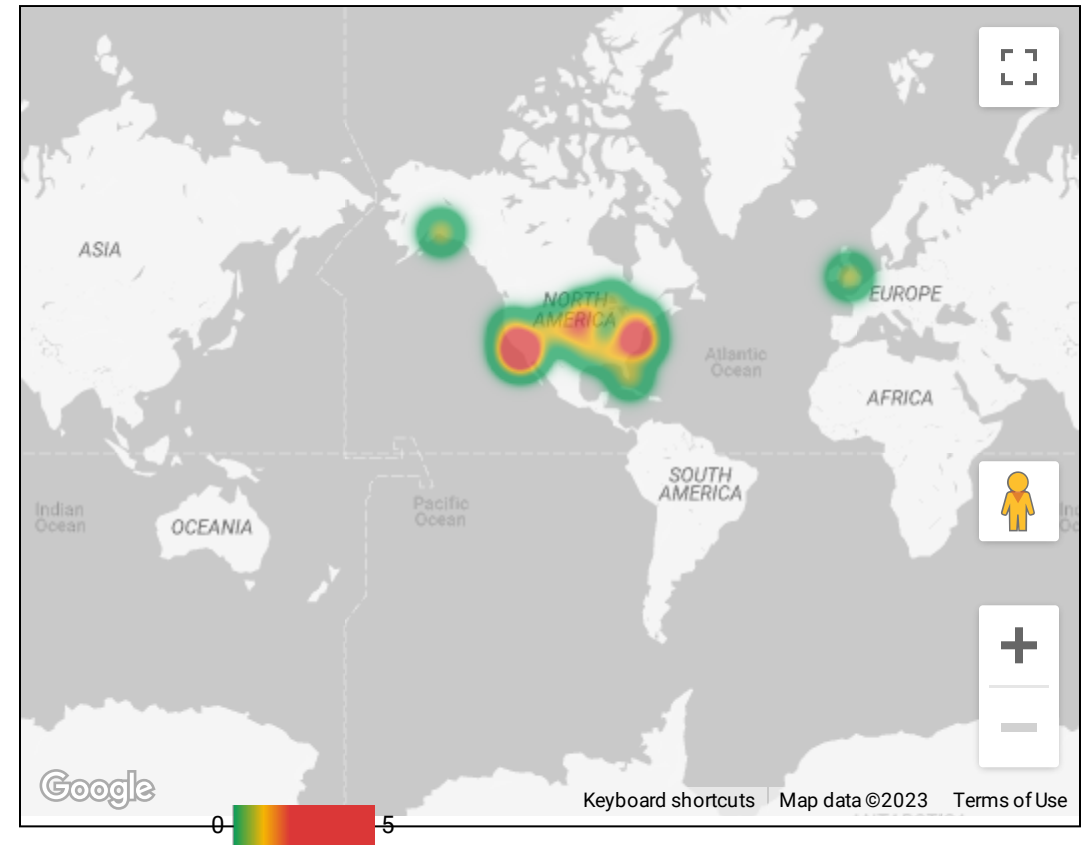 ASIA
NORTH
AMERICA
EUROPE
Atlantic
Ocean
AFRICA
SOUTH
AMERICA
Indian
Ocean
Pacific
Ocean
OCEANIA
Google
Keyboard shortcuts
Map data ©2023
Terms of Use
0
5